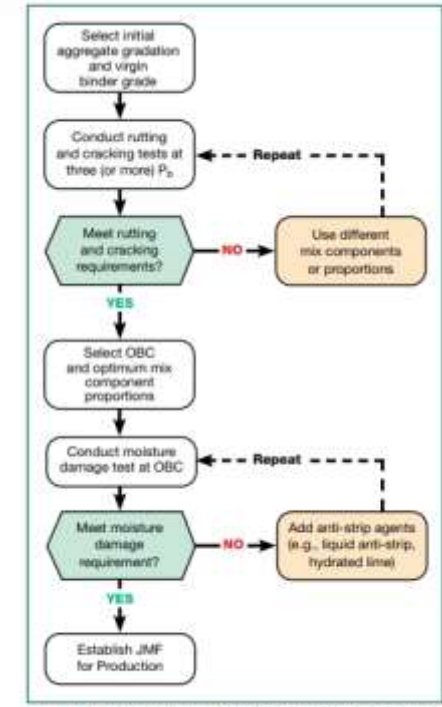 Select initial
aggregate gradation
and virgin
binder grade
Conduct rutting
and cracking tests at
three (or more) Pb
Repeat
Meet rutting
and cracking
requirements?
NO
Use different
mix components
or proportions
YES
Select OBC
and optimum mix
component
proportions
Conduct moisture
damage test at OBC
Repeat
Meet moisture
damage
requirement?
NO
Add anti-strip agents
(e.g., liquid anti-strip,
hydrated lime)
YES
Establish JMF
for Production